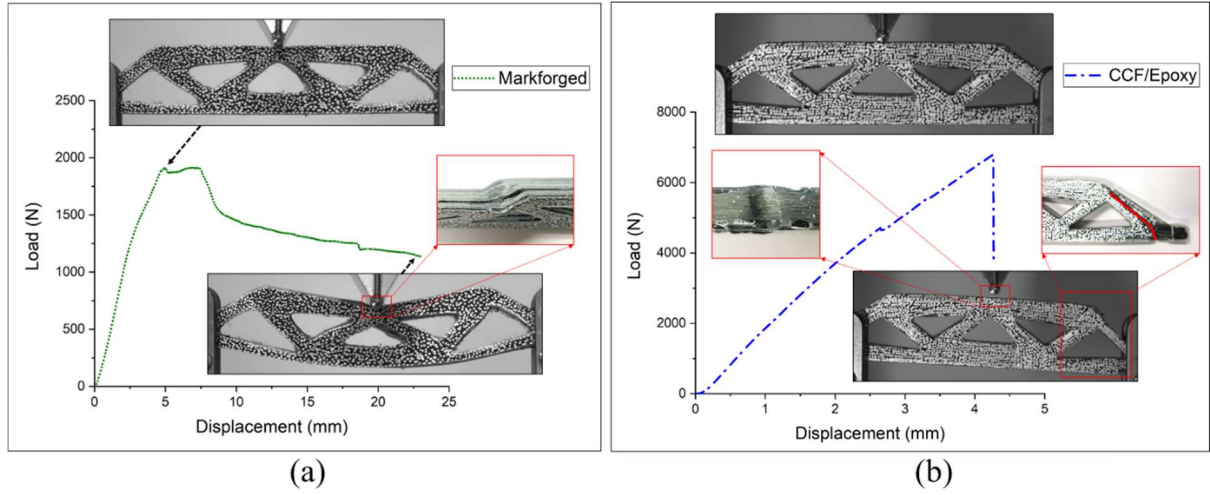 Markforged
2500
2000
1500
1000
500
0
Load (N)
0
5
10
15
20
25
Displacement (mm)
(a)
CCF/Epoxy
8000
6000
4000
2000
0
Load (N)
0
1
2
3
4
5
Displacement (mm)
(b)